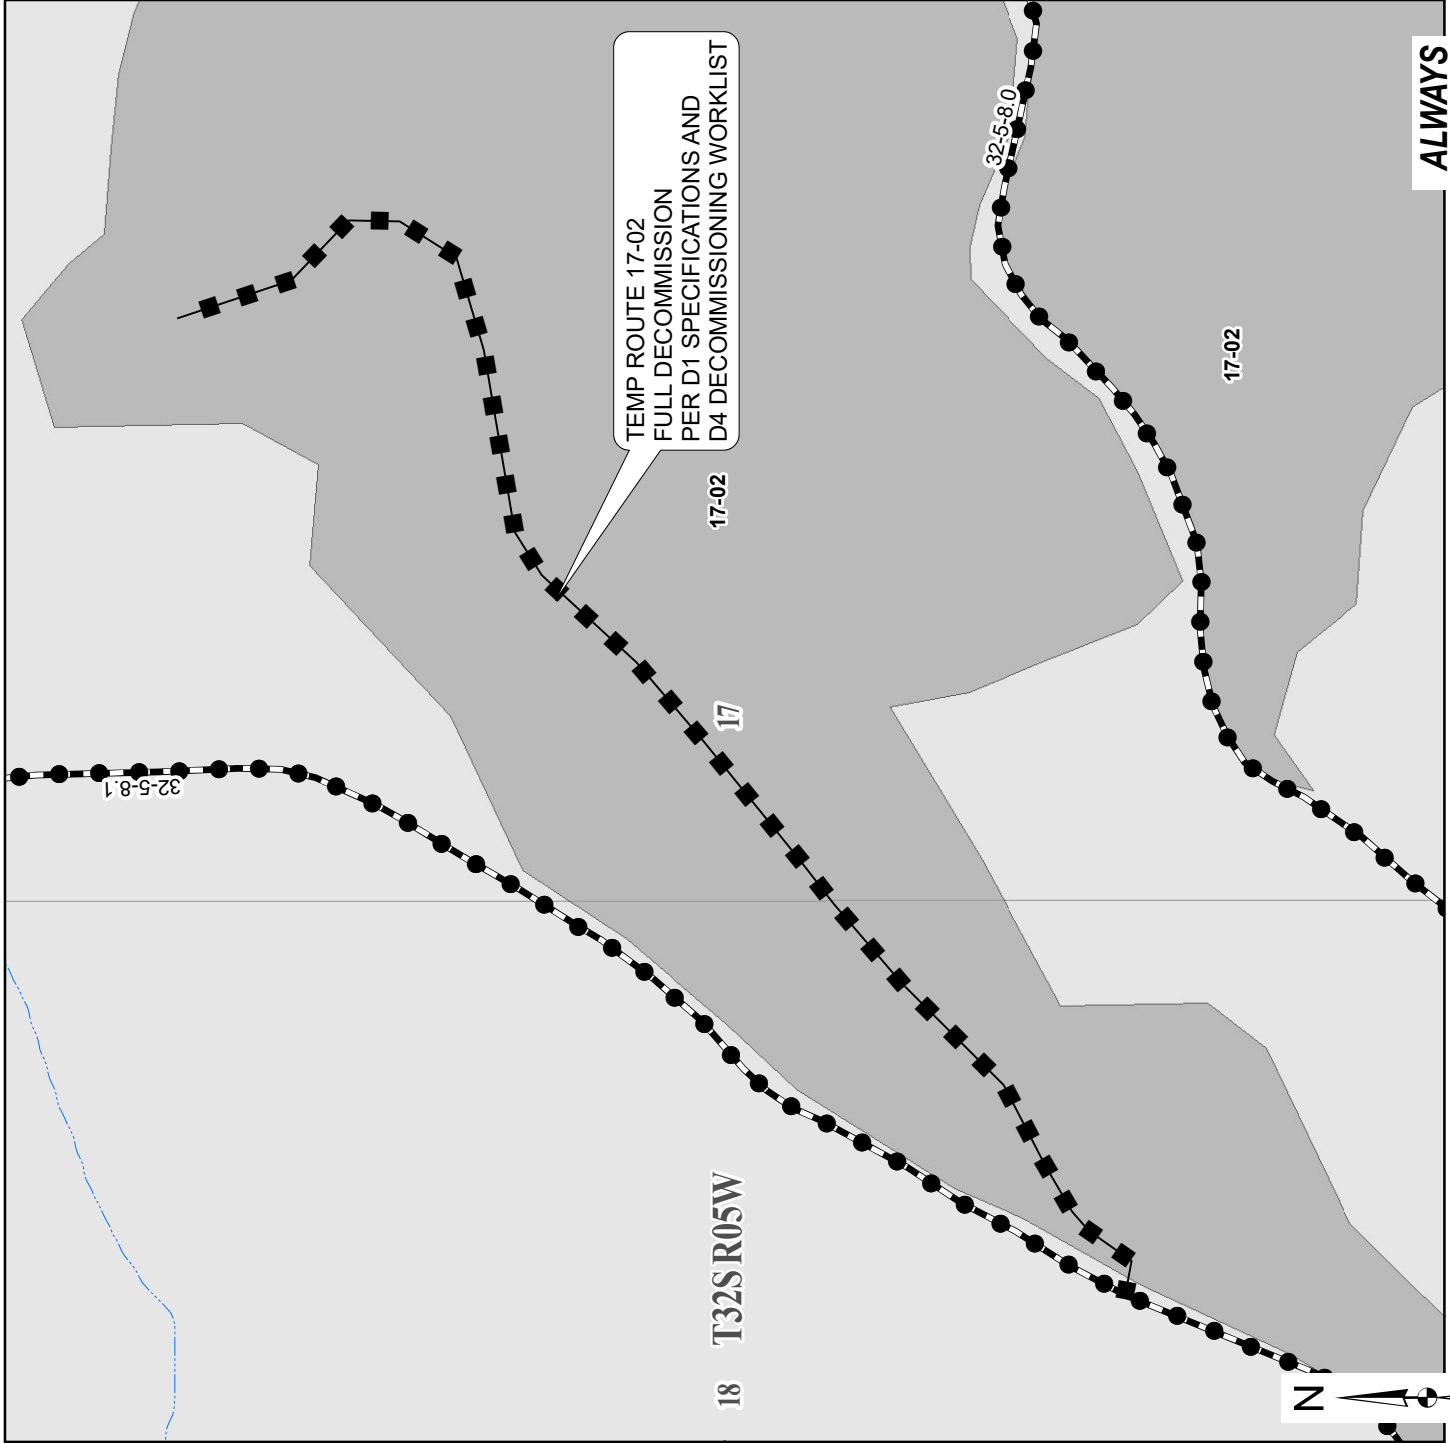 TEMP ROUTE 17-02
FULL DECOMMISSION
PER D1 SPECIFICATIONS AND
D4 DECOMMISSIONING WORKLIST
32-5-8.0
17-02
17-02
17
32-5-8.1
18
T32S R05W
ALWAYS
N